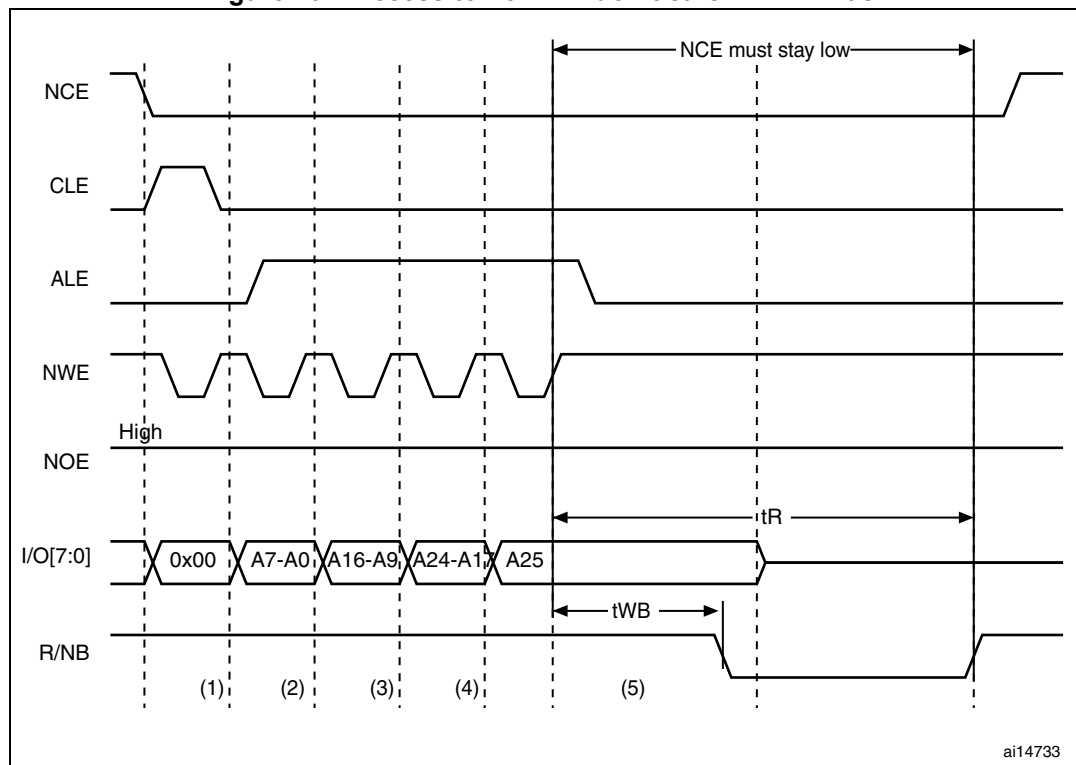 NCE must stay low
NCE
CLE
ALE
NWE
High
NOE
tR
I/O[7:0]
0x00
A7-A0
A16-A9
A24-A17
A25
tWB
R/NB
(1)
(2)
(3)
(4)
(5)
ai14733